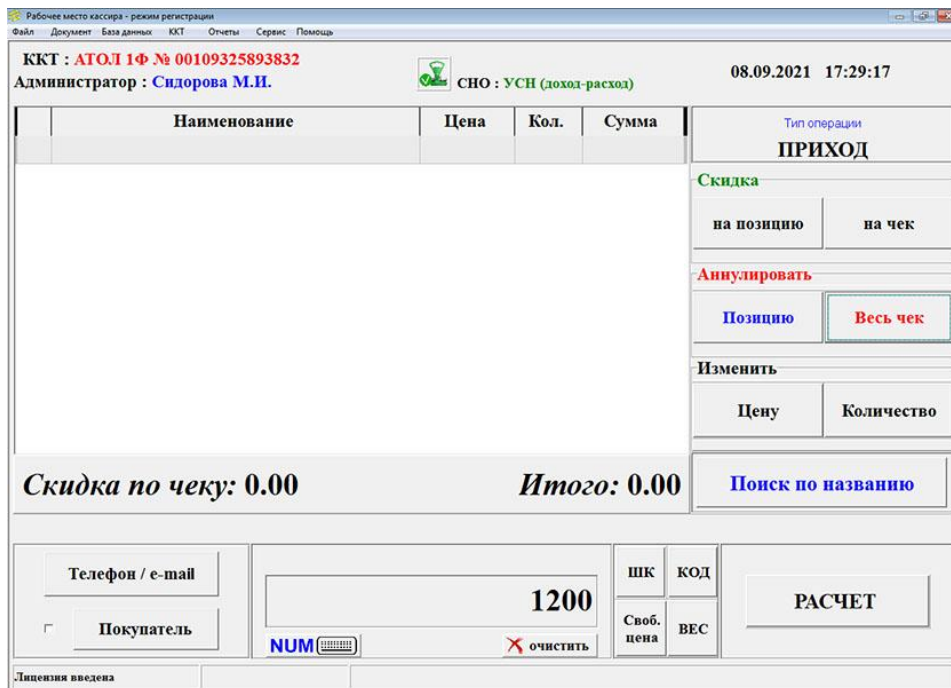 Рабочее место кассира - режим регистрации
Файл Документ База данных ККТ Отчеты Сервис Помощь
ККТ : АТОЛ 1Ф № 00109325893832
Администратор : Сидорова М.И.
СНО : УСН (доход-расход)
08.09.2021 17:29:17
Наименование Цена Кол. Сумма
Тип операции
ПРИХОД
Скидка
на позицию на чек
Аннулировать
Позицию Весь чек
Изменить
Цену Количество
Скидка по чеку: 0.00 Итого: 0.00
Поиск по названию
Телефон / e-mail
Покупатель
1200
NUM очистить
ШК КОД
Своб. цена ВЕС
РАСЧЕТ
Лицензия введена